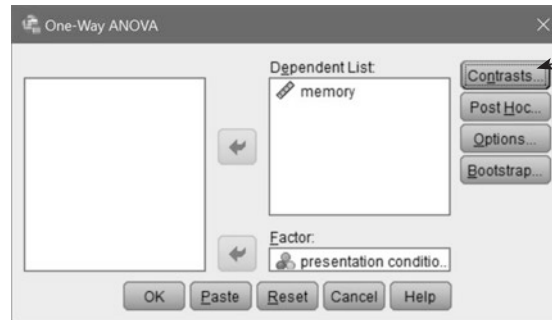 One-Way ANOVA
Dependent List:
memory
Contrasts...
Post Hoc...
Options...
Bootstrap...
Factor:
presentation conditio..
OK Paste Reset Cancel Help